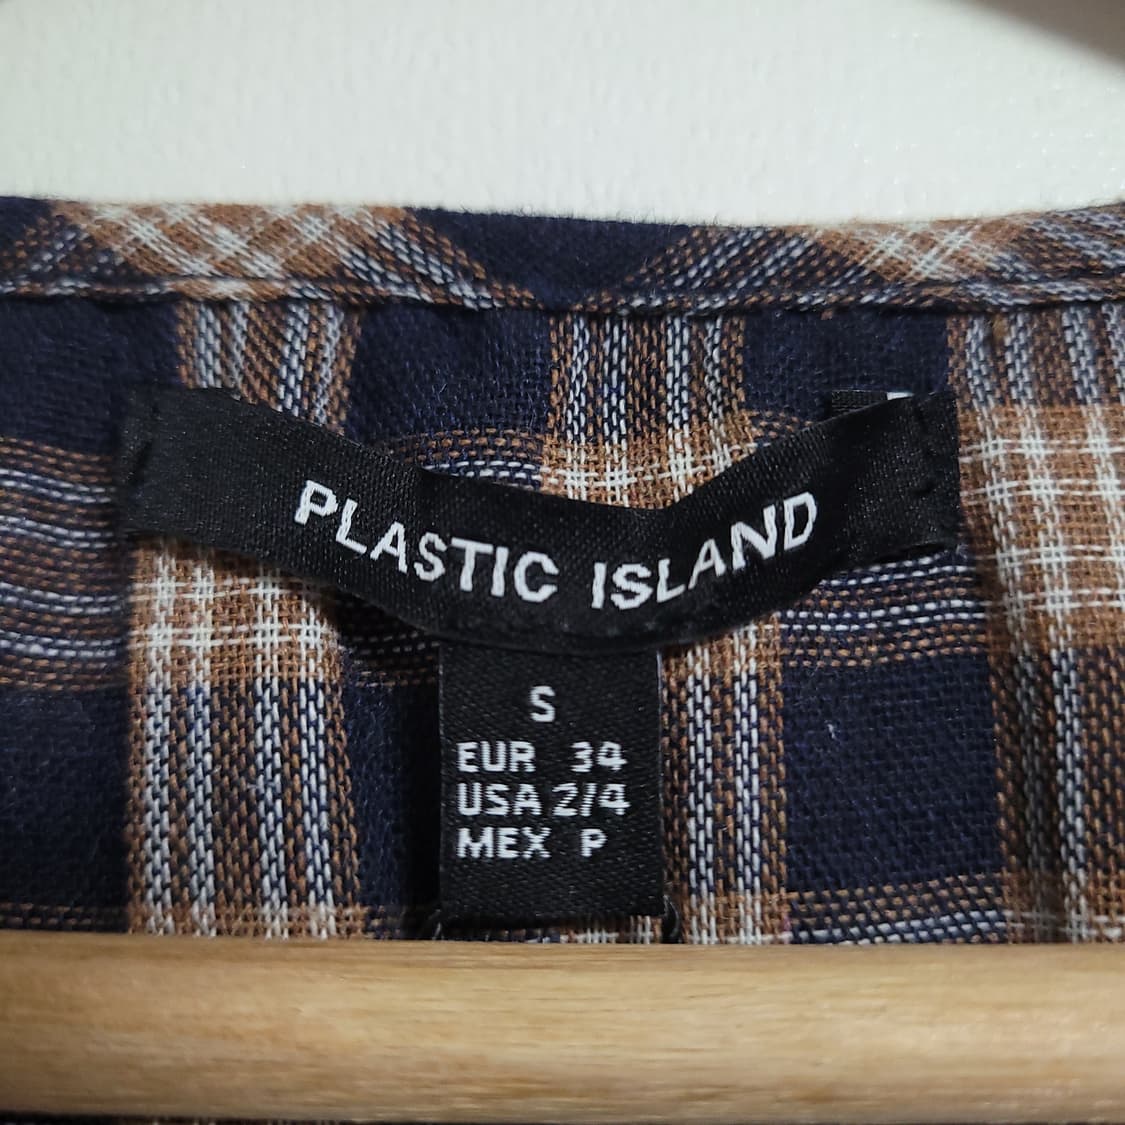 PLASTIC ISLAND
S
EUR 34
USA 2/4
MEX P